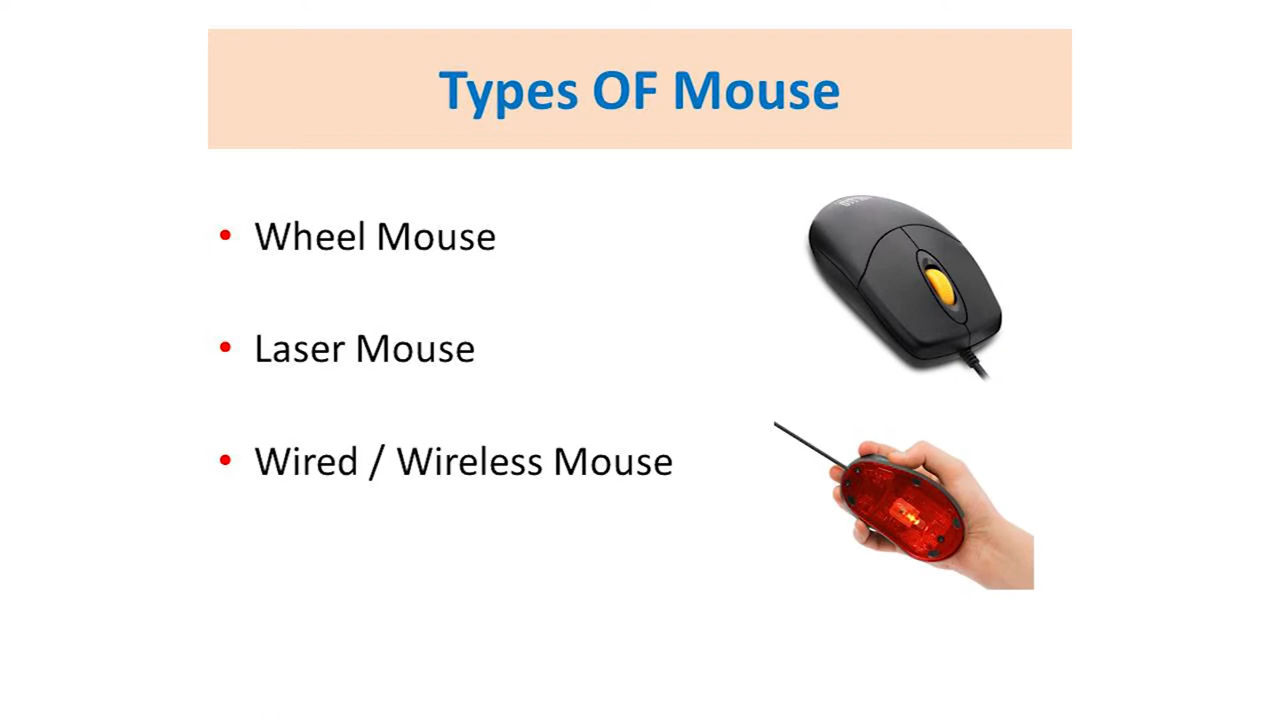 Types OF Mouse
Wheel Mouse
Laser Mouse
Wired / Wireless Mouse